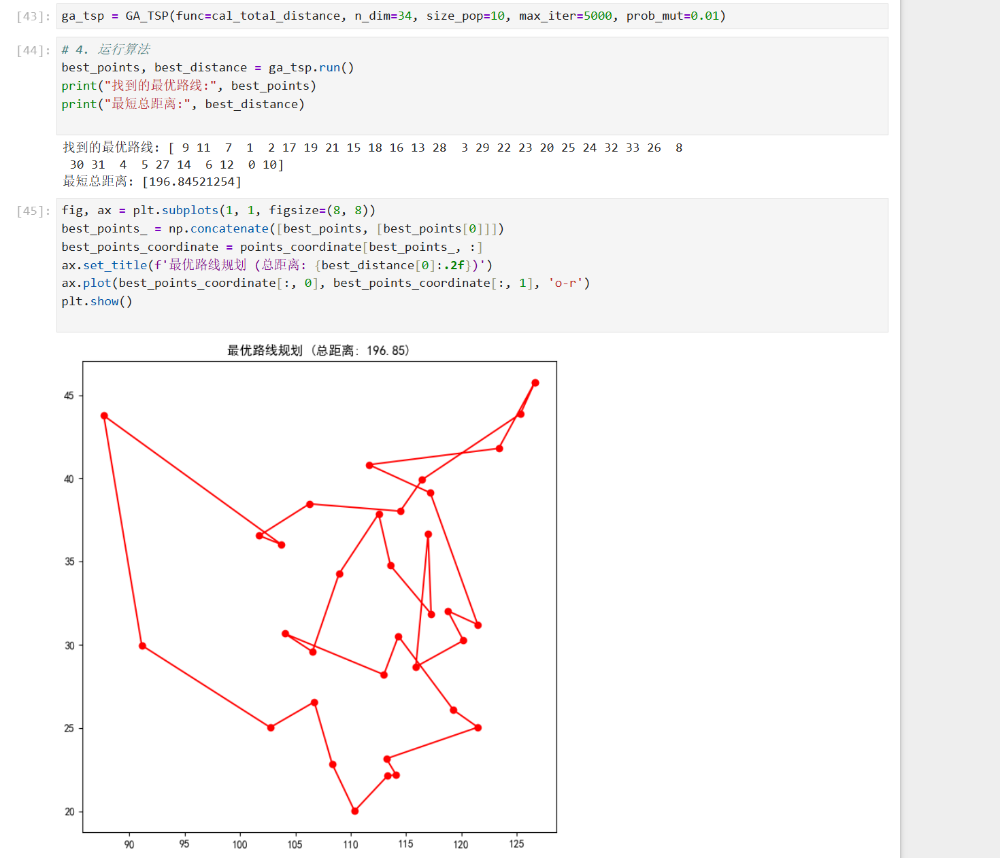 [43]: ga_tsp = GA_TSP(func=cal_total_distance, n_dim=34, size_pop=10, max_iter=5000, prob_mut=0.01)
[44]: # 4. 运行算法
best_points, best_distance = ga_tsp.run()
print("找到的最优路线:", best_points)
print("最短总距离:", best_distance)
找到的最优路线: [ 9 11  7  1  2 17 19 21 15 18 16 13 28  3 29 22 23 20 25 24 32 33 26  8
 30 31  4  5 27 14  6 12  0 10]
最短总距离: [196.84521254]
[45]: fig, ax = plt.subplots(1, 1, figsize=(8, 8))
best_points_ = np.concatenate([best_points, [best_points[0]]])
best_points_coordinate = points_coordinate[best_points_, :]
ax.set_title(f'最优路线规划 (总距离: {best_distance[0]:.2f})')
ax.plot(best_points_coordinate[:, 0], best_points_coordinate[:, 1], 'o-r')
plt.show()
最优路线规划 (总距离: 196.85)
45
40
35
30
25
20
90 95 100 105 110 115 120 125